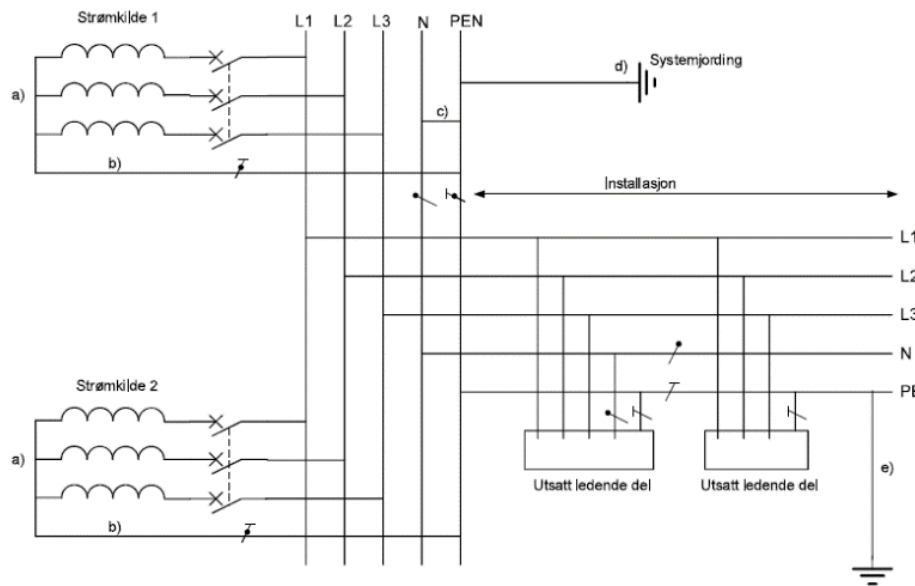 Strømkilde 1
L1 L2 L3 N PEN
a)
b)
c)
d) Systemjording
Installasjon
L1
L2
L3
N
PE
Strømkilde 2
a)
b)
Utsatt ledende del Utsatt ledende del
e)